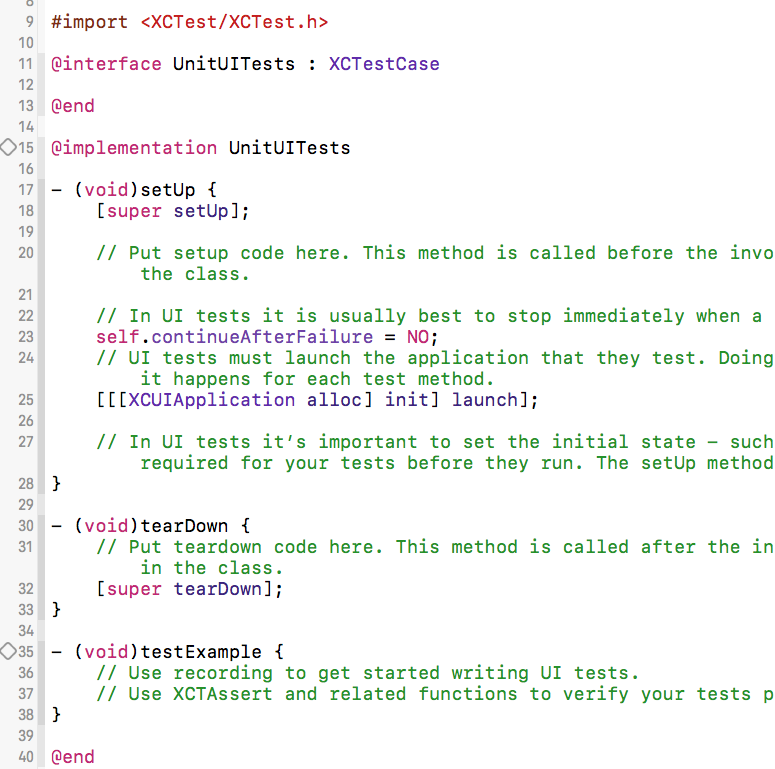 8
9 #import <XCTest/XCTest.h>
10
11 @interface UnitUITests : XCTestCase
12
13 @end
14
15 @implementation UnitUITests
16
17 – (void)setUp {
18 [super setUp];
19
20 // Put setup code here. This method is called before the invo
the class.
21
22 // In UI tests it is usually best to stop immediately when a
23 self.continueAfterFailure = NO;
24 // UI tests must launch the application that they test. Doing
it happens for each test method.
25 [[[XCUIApplication alloc] init] launch];
26
27 // In UI tests it’s important to set the initial state – such
required for your tests before they run. The setUp method
28 }
29
30 – (void)tearDown {
31 // Put teardown code here. This method is called after the in
in the class.
32 [super tearDown];
33 }
34
35 – (void)testExample {
36 // Use recording to get started writing UI tests.
37 // Use XCTAssert and related functions to verify your tests p
38 }
39
40 @end